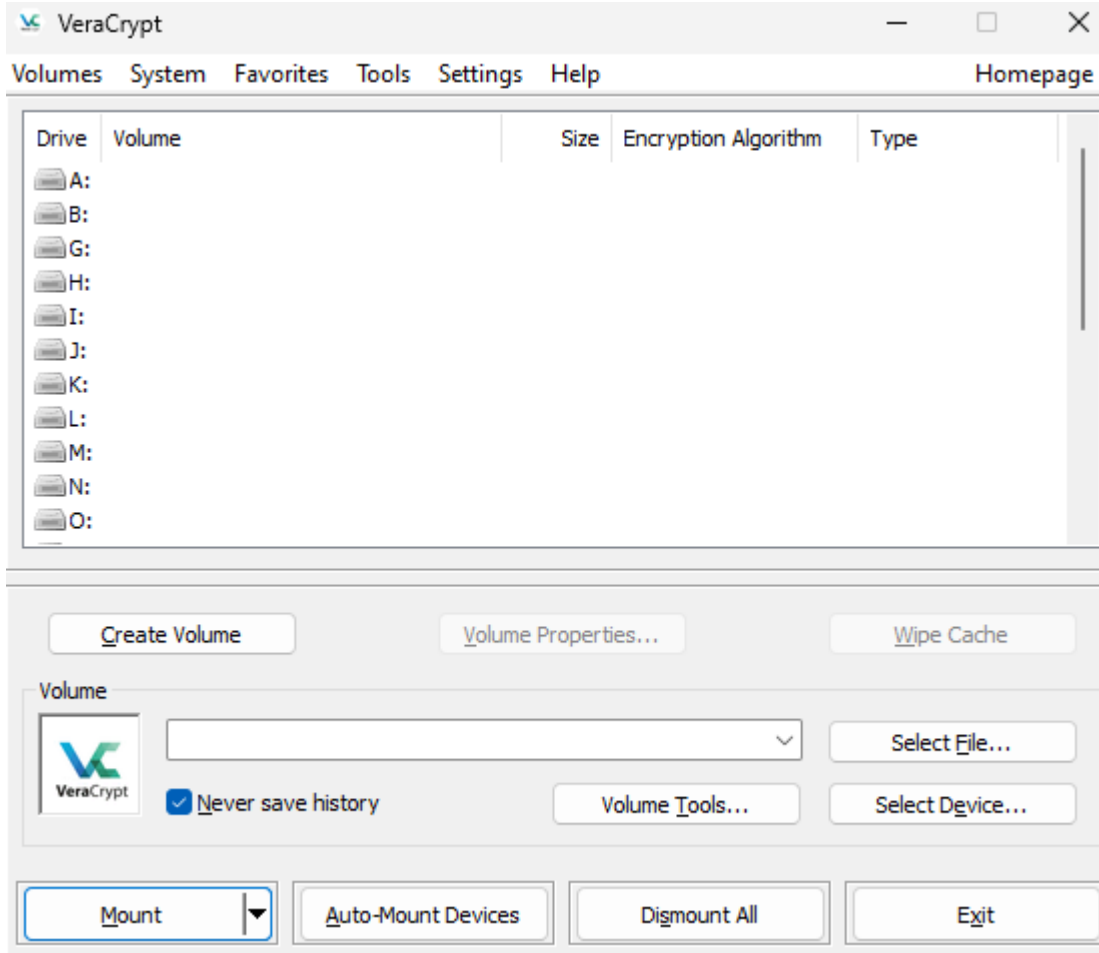 VeraCrypt
Volumes System Favorites Tools Settings Help Homepage
Drive Volume Size Encryption Algorithm Type
A:
B:
G:
H:
I:
J:
K:
L:
M:
N:
O:
Create Volume Volume Properties... Wipe Cache
Volume
VeraCrypt
Select File...
Never save history Volume Tools... Select Device...
Mount Auto-Mount Devices Dismount All Exit